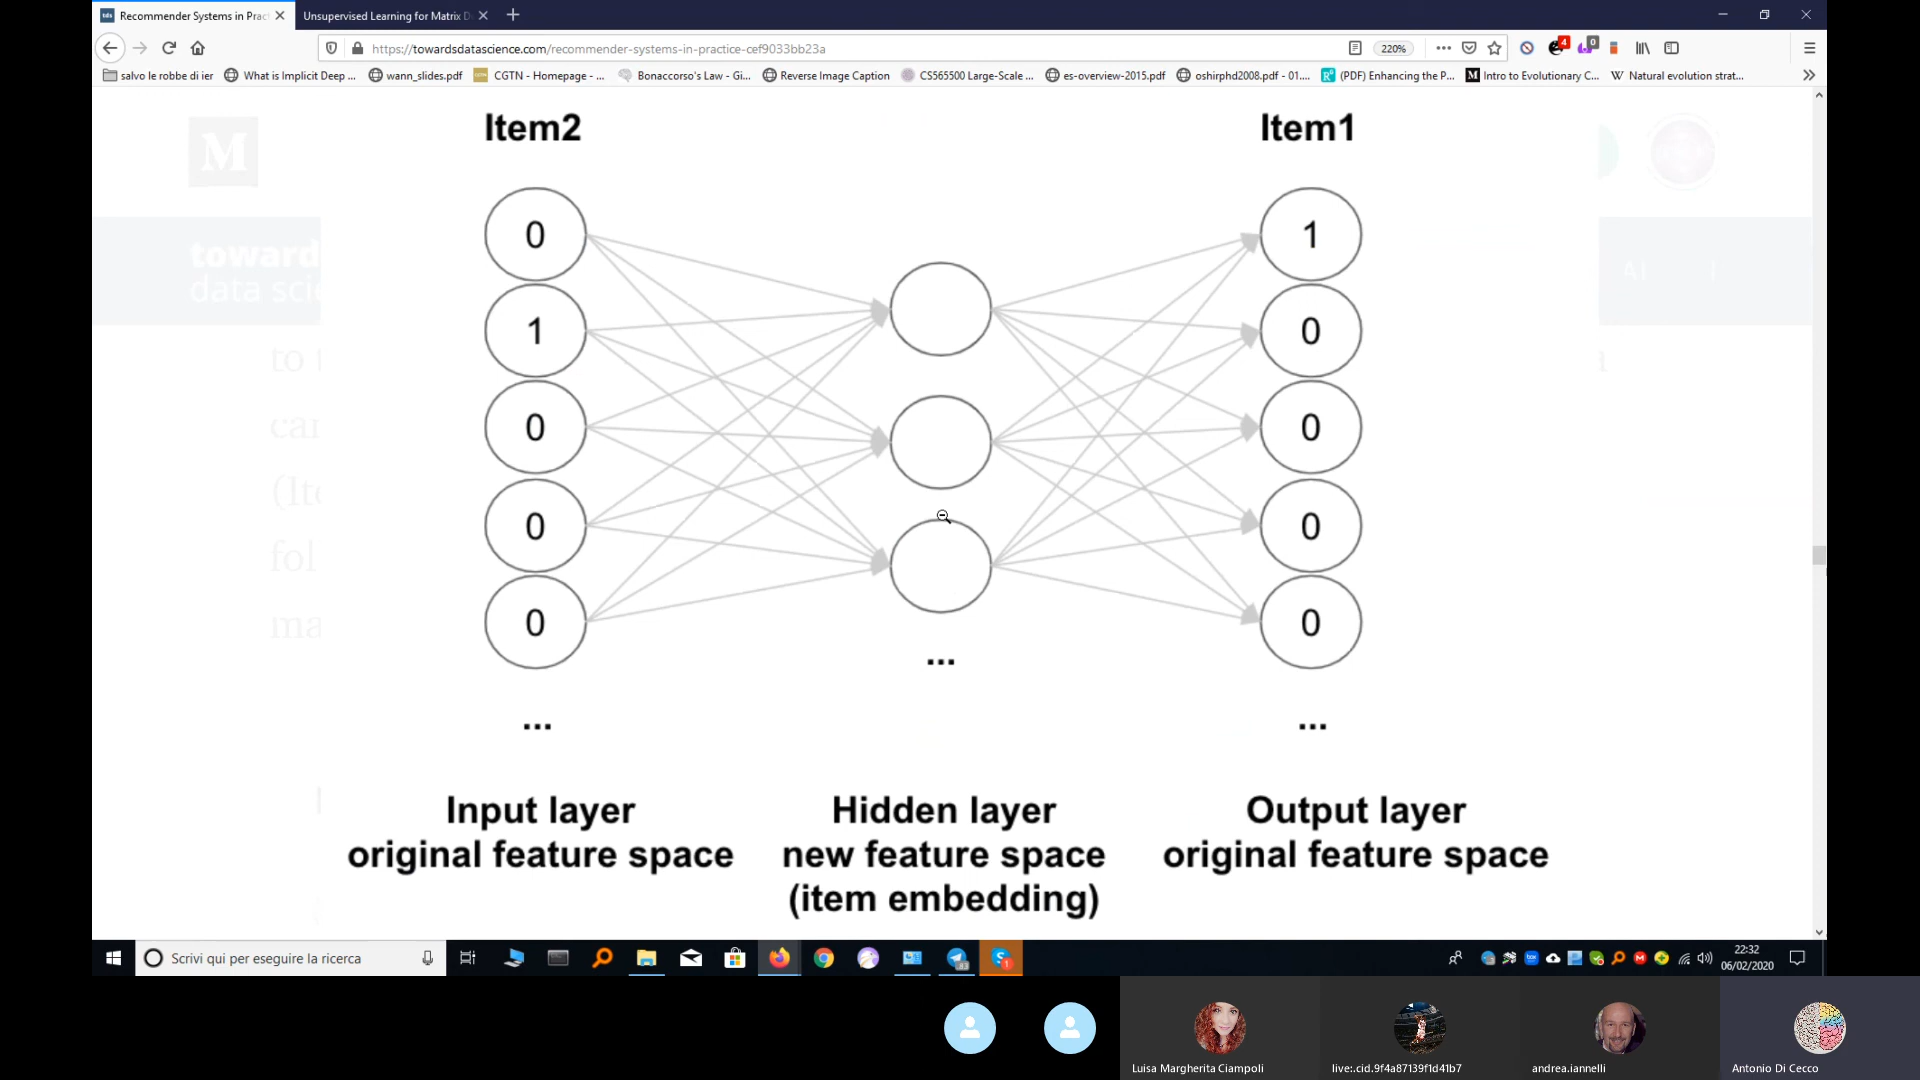 Recommender Systems in Prac
Unsupervised Learning for Matrix D
https://towardsdatascience.com/recommender-systems-in-practice-cef9033bb23a
220%
4
0
salvo le robbe di ier
What is Implicit Deep ...
wann_slides.pdf
CGTN - Homepage - ...
Bonaccorso's Law - Gi...
Reverse Image Caption
CS565500 Large-Scale ...
es-overview-2015.pdf
oshirphd2008.pdf - 01....
(PDF) Enhancing the P...
Intro to Evolutionary C...
Natural evolution strat...
M
toward
data scie
Item2
Item1
0
1
1
0
0
0
0
0
0
0
...
...
...
Input layer
original feature space
Hidden layer
new feature space
(item embedding)
Output layer
original feature space
Scrivi qui per eseguire la ricerca
22:32
06/02/2020
Luisa Margherita Ciampoli
live:.cid.9f4a87139f1d41b7
andrea.iannelli
Antonio Di Cecco